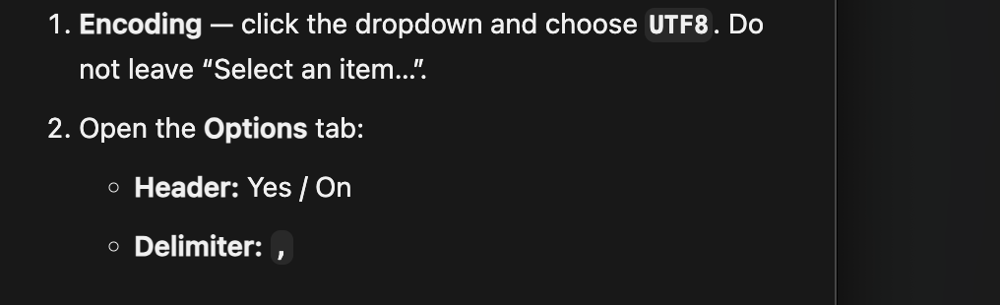 1. Encoding — click the dropdown and choose UTF8. Do
not leave “Select an item...”.
2. Open the Options tab:
◦ Header: Yes / On
◦ Delimiter: ,